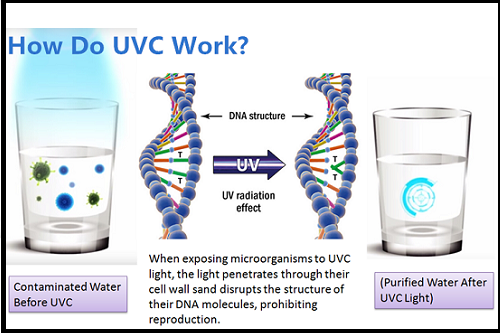 How Do UVC Work?
DNA structure
T
T
UV
T
T
UV radiation
effect
When exposing microorganisms to UVC
light, the light penetrates through their
cell wall sand disrupts the structure of
their DNA molecules, prohibiting
reproduction.
Contaminated Water
Before UVC
(Purified Water After
UVC Light)